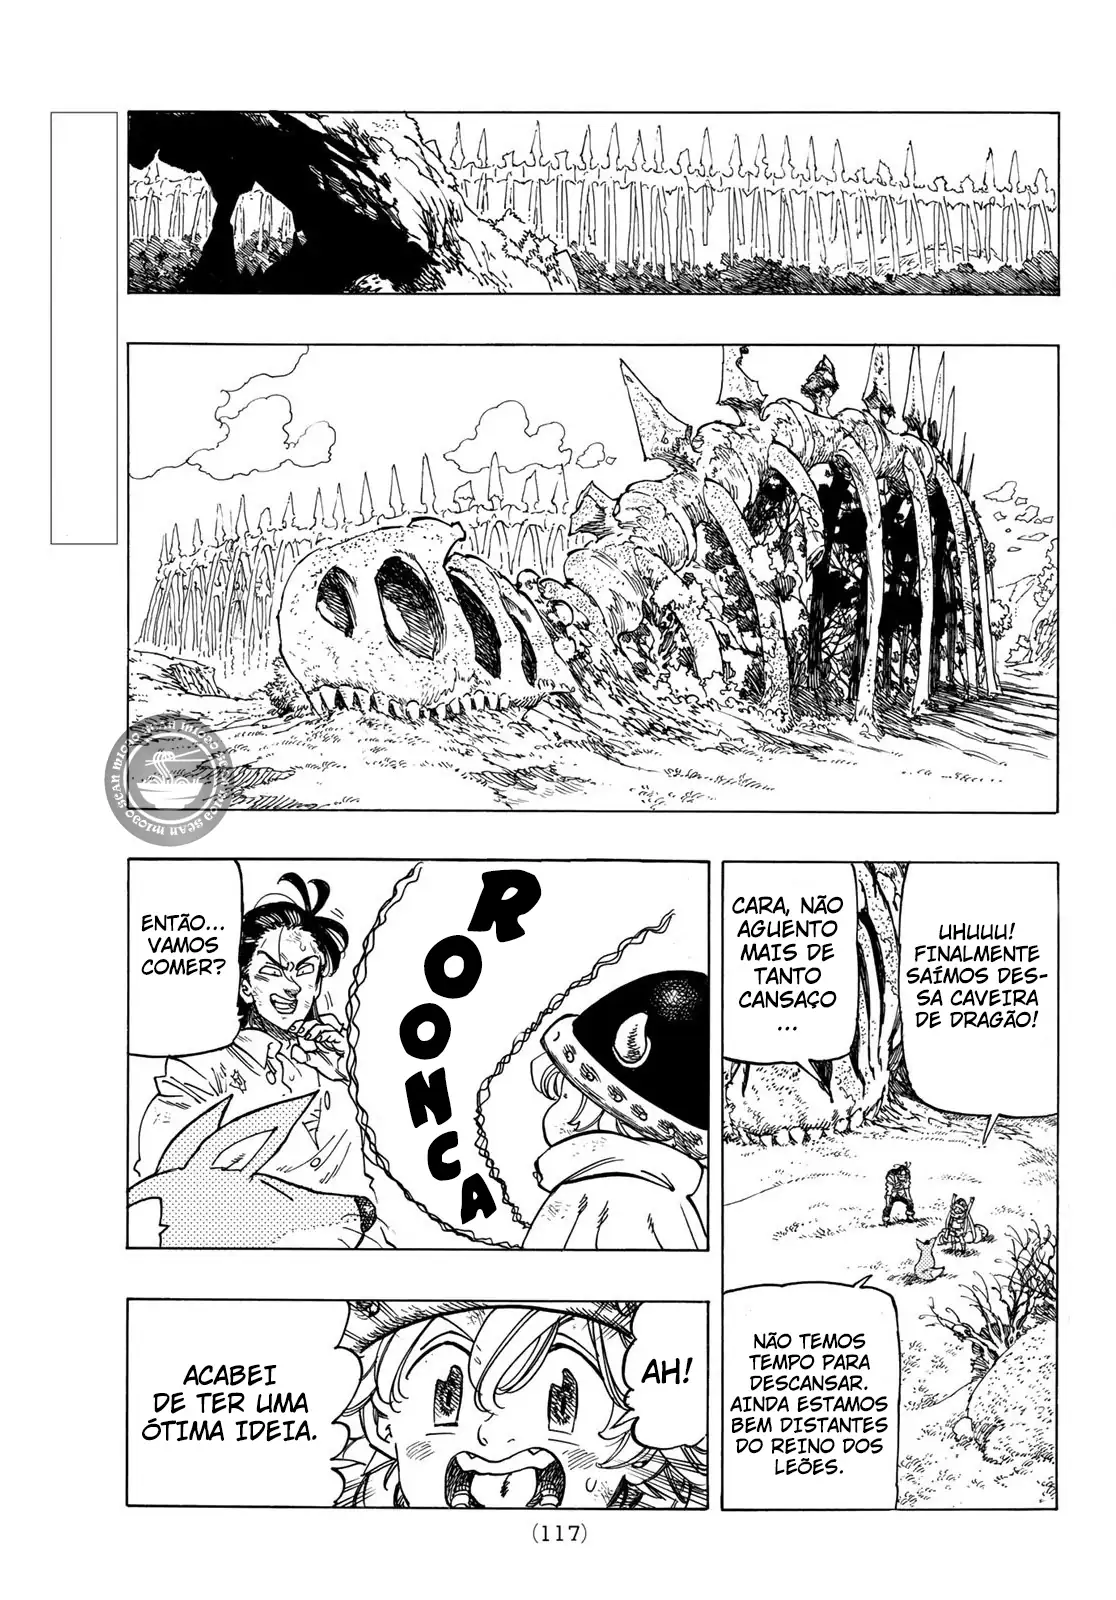 UHUUU!
FINALMENTE
SAÍMOS DES-
SA CAVEIRA
DE DRAGÃO!
CARA, NÃO
AGUENTO
MAIS DE
TANTO
CANSAÇO
...
NÃO TEMOS
TEMPO PARA
DESCANSAR.
AINDA ESTAMOS
BEM DISTANTES
DO REINO DOS
LEÕES.
ROONCA
ENTÃO...
VAMOS
COMER?
AH!
ACABEI
DE TER UMA
ÓTIMA IDEIA.
(117)